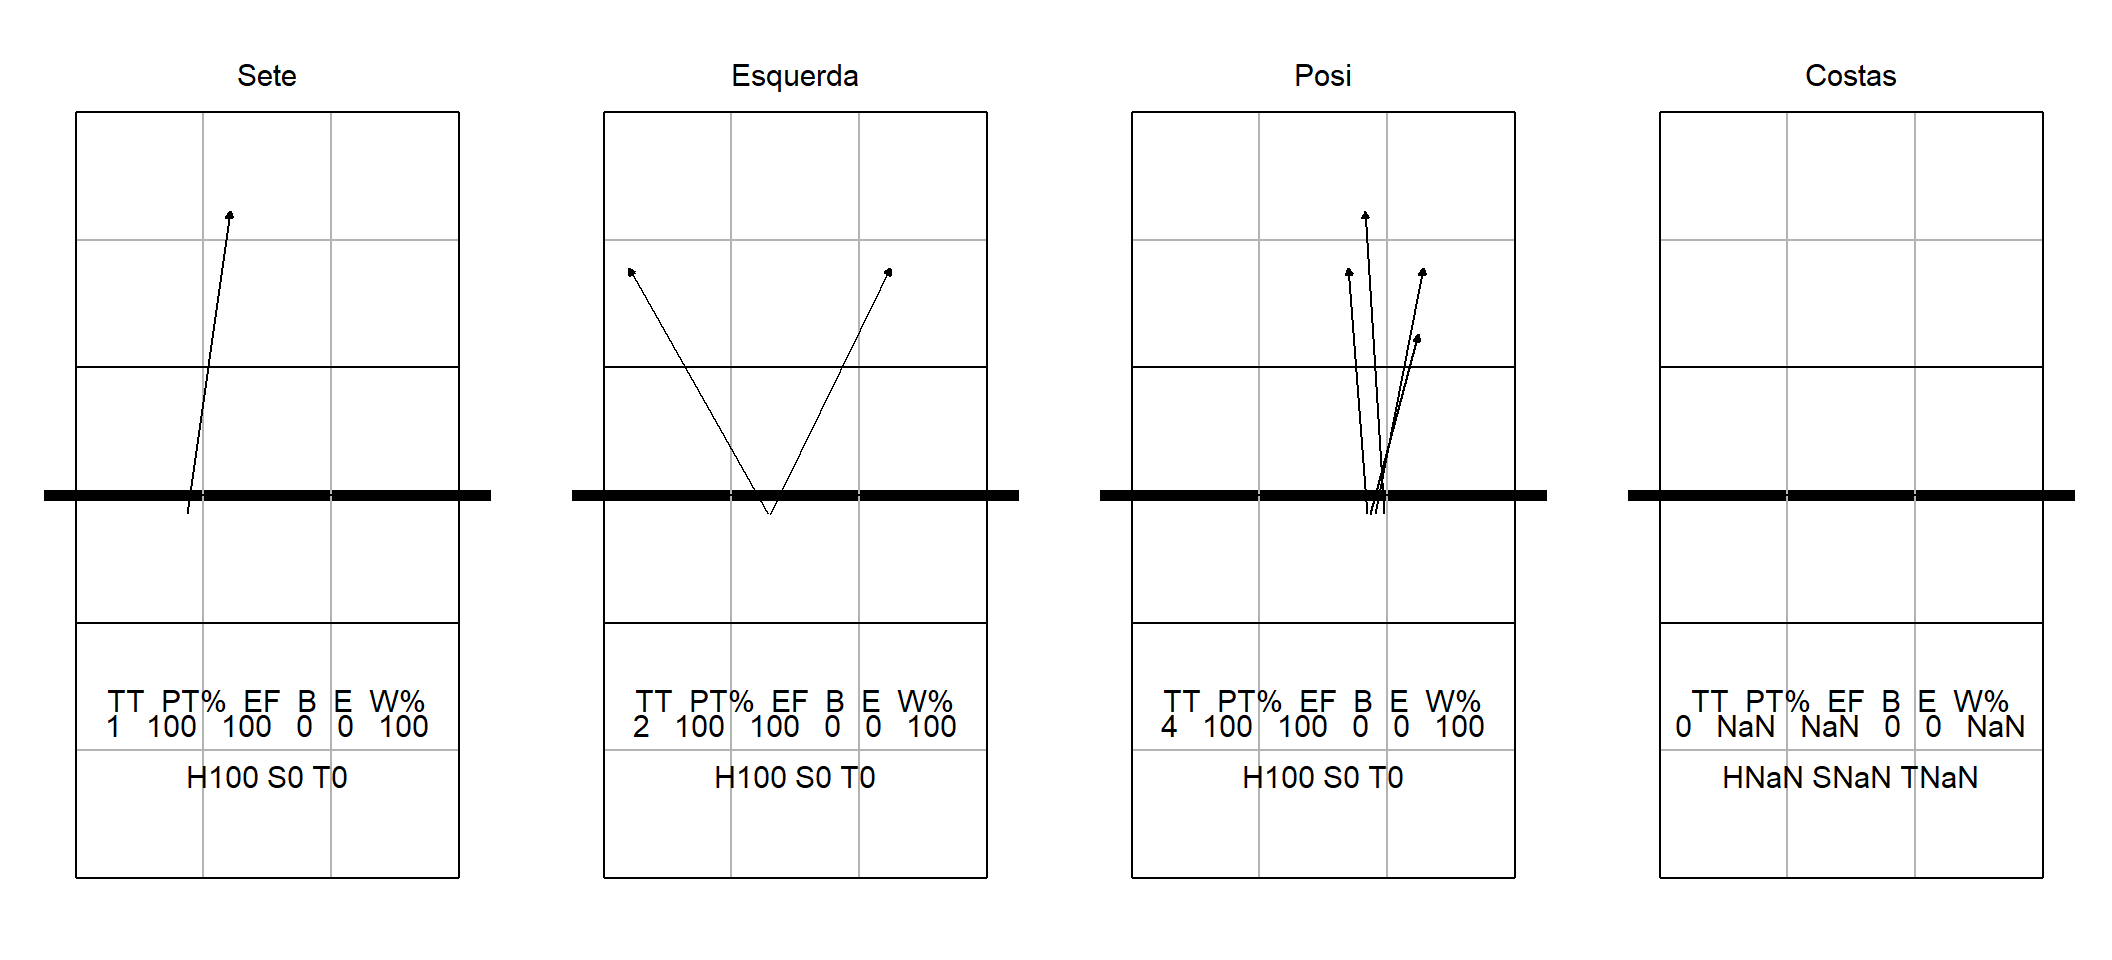 Sete
TT PT% EF B E W%
1 100 100 0 0 100
H100 S0 T0
Esquerda
TT PT% EF B E W%
2 100 100 0 0 100
H100 S0 T0
Posi
TT PT% EF B E W%
4 100 100 0 0 100
H100 S0 T0
Costas
TT PT% EF B E W%
0 NaN NaN 0 0 NaN
HNaN SNaN TNaN